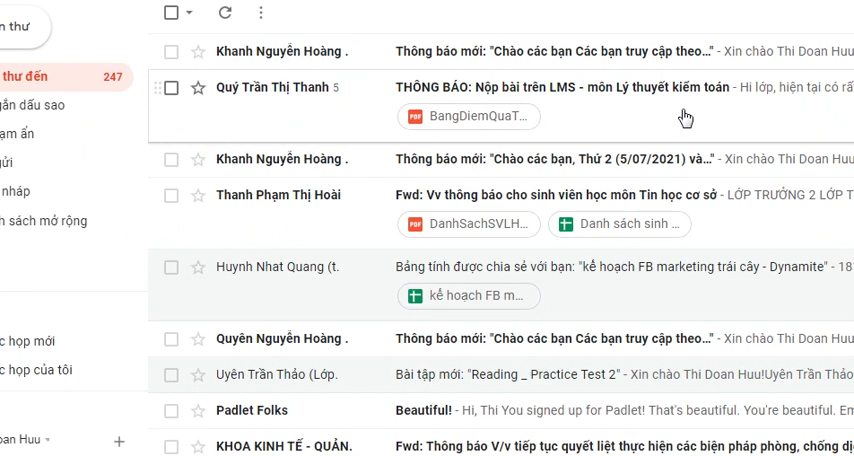 n thư
thư đến 247
gắn dấu sao
ạm ẩn
gửi
nháp
h sách mở rộng
c họp mới
c họp của tôi
oan Huu
Khanh Nguyễn Hoàng . Thông báo mới: "Chào các bạn Các bạn truy cập theo…" - Xin chào Thi Doan Huu
Quý Trần Thị Thanh 5 THÔNG BÁO: Nộp bài trên LMS - môn Lý thuyết kiểm toán - Hi lớp, hiện tại có rấ
PDF BangDiemQuaT…
Khanh Nguyễn Hoàng . Thông báo mới: "Chào các bạn, Thứ 2 (5/07/2021) và…" - Xin chào Thi Doan Huu
Thanh Phạm Thị Hoài Fwd: Vv thông báo cho sinh viên học môn Tin học cơ sở - LỚP TRƯỞNG 2 LỚP T
PDF DanhSachSVLH… Danh sách sinh …
Huynh Nhat Quang (t. Bảng tính được chia sẻ với bạn: "kế hoạch FB marketing trái cây - Dynamite" - 18
kế hoạch FB m…
Quyên Nguyễn Hoàng . Thông báo mới: "Chào các bạn Các bạn truy cập theo…" - Xin chào Thi Doan Huu
Uyên Trần Thảo (Lớp. Bài tập mới: "Reading _ Practice Test 2" - Xin chào Thi Doan Huu!Uyên Trần Thảo
Padlet Folks Beautiful! - Hi, Thi You signed up for Padlet! That's beautiful. You're beautiful. Em
KHOA KINH TẾ - QUẢN. Fwd: Thông báo V/v tiếp tục quyết liệt thực hiện các biện pháp phòng, chống dị